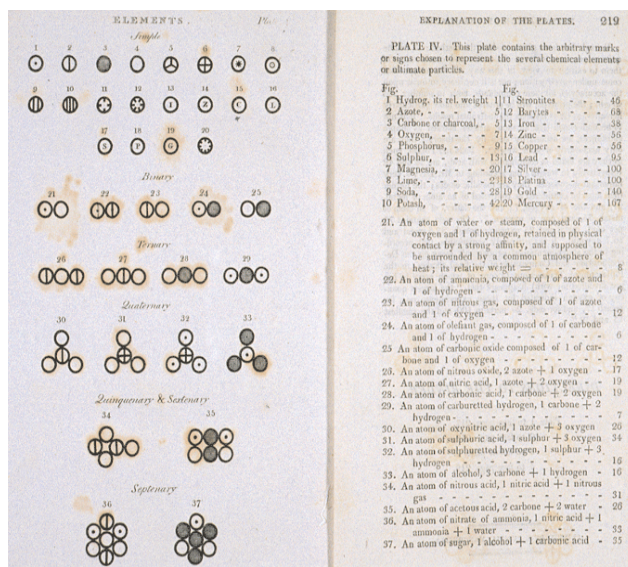 ELEMENTS.
Simple
1 2 3 4 5 6 7 8
9 10 11 12 13 14 15 16
I Z C L
17 18 19 20
S P G
Binary
21 22 23 24 25
Ternary
26 27 28 29
Quaternary
30 31 32 33
Quinquenary & Sextenary
34 35
Septenary
36 37
EXPLANATION OF THE PLATES. 219
PLATE IV. This plate contains the arbitrary marks
or signs chosen to represent the several chemical elements
or ultimate particles.
Fig. Fig.
1 Hydrog. its rel. weight 1 11 Strontites - - - 46
2 Azote, - - - - - 5 12 Barytes - - - 68
3 Carbone or charcoal, - 5 13 Iron - - - - 38
4 Oxygen, - - - - 7 14 Zinc - - - - 56
5 Phosphorus, - - - 9 15 Copper - - - 56
6 Sulphur, - - - - 13 16 Lead - - - - 95
7 Magnesia, - - - - 20 17 Silver - - - - 100
8 Lime, - - - - - 23 18 Platina - - - 100
9 Soda, - - - - - 28 19 Gold - - - - 140
10 Potash, - - - - 42 20 Mercury - - - 167
21. An atom of water or steam, composed of 1 of
oxygen and 1 of hydrogen, retained in physical
contact by a strong affinity, and supposed to
be surrounded by a common atmosphere of
heat; its relative weight = - - - - 8
22. An atom of ammonia, composed of 1 of azote and
1 of hydrogen - - - - - - - 6
23. An atom of nitrous gas, composed of 1 of azote
and 1 of oxygen - - - - - - - 12
24. An atom of olefiant gas, composed of 1 of carbone
and 1 of hydrogen - - - - - - 6
25 An atom of carbonic oxide composed of 1 of car-
bone and 1 of oxygen - - - - - 12
26. An atom of nitrous oxide, 2 azote + 1 oxygen - 17
27. An atom of nitric acid, 1 azote + 2 oxygen - - 19
28. An atom of carbonic acid, 1 carbone + 2 oxygen 19
29. An atom of carburetted hydrogen, 1 carbone + 2
hydrogen - - - - - - - - 7
30. An atom of oxynitric acid, 1 azote + 3 oxygen 26
31. An atom of sulphuric acid, 1 sulphur + 3 oxygen 34
32. An atom of sulphuretted hydrogen, 1 sulphur + 3
hydrogen - - - - - - - - 16
33. An atom of alcohol, 3 carbone + 1 hydrogen - 16
34. An atom of nitrous acid, 1 nitric acid + 1 nitrous
gas - - - - - - - - - 31
35. An atom of acetous acid, 2 carbone + 2 water - 26
36. An atom of nitrate of ammonia, 1 nitric acid + 1
ammonia + 1 water - - - - - - 33
37. An atom of sugar, 1 alcohol + 1 carbonic acid - 35